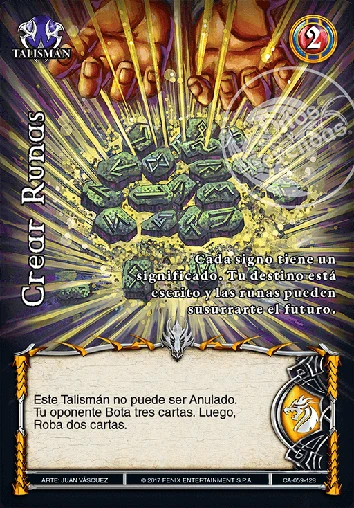 TALISMÁN
2
Crear Runas
Cada signo tiene un
significado. Tu destino está
escrito y las runas pueden
susurrarte el futuro.
Este Talismán no puede ser Anulado.
Tu oponente Bota tres cartas. Luego,
Roba dos cartas.
ARTE: JUAN VÁSQUEZ
© 2017 FENIX ENTERTAINMENT S.P.A.